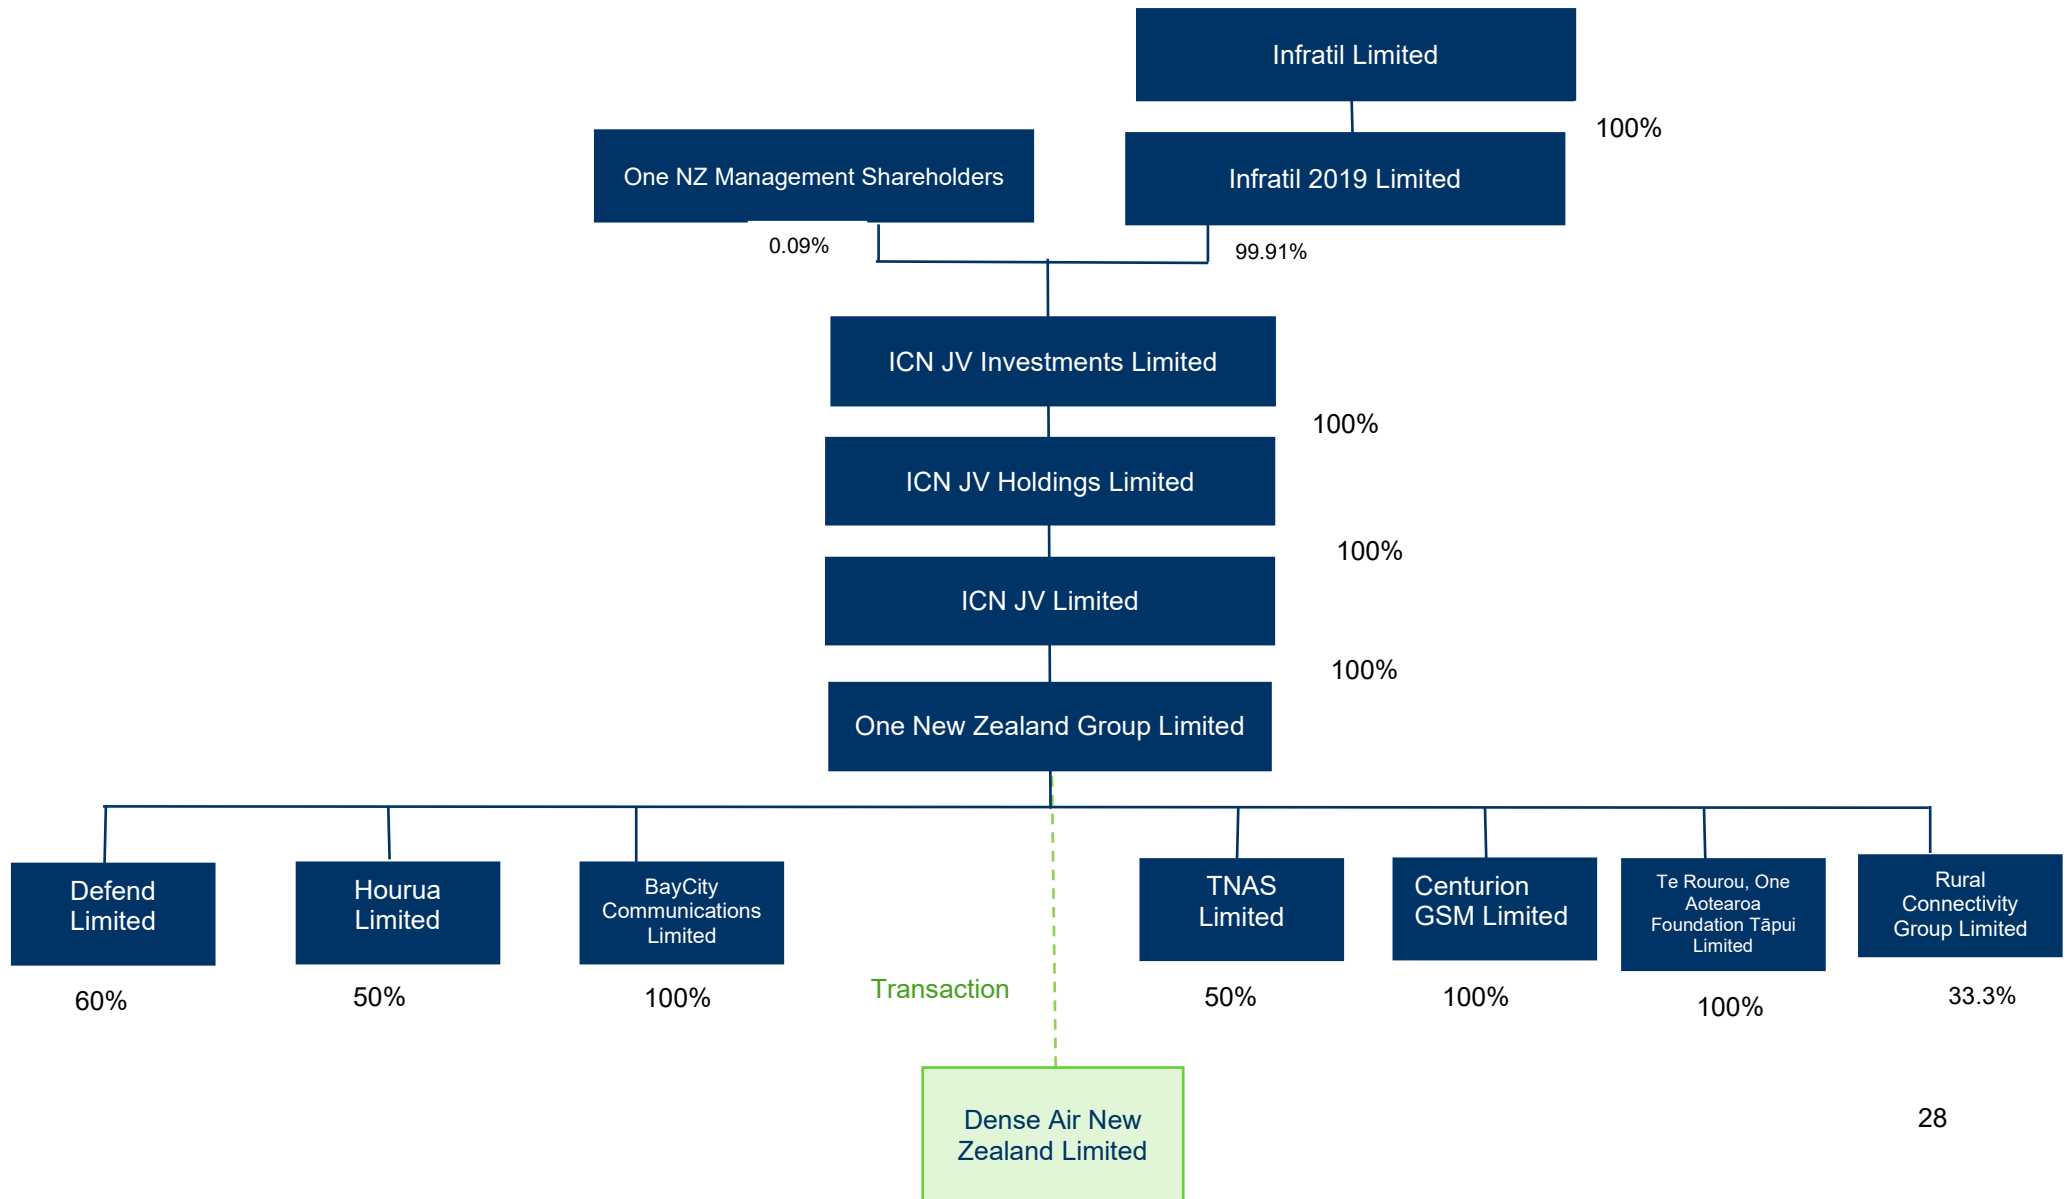 Infratil Limited
100%
One NZ Management Shareholders
Infratil 2019 Limited
0.09%
99.91%
ICN JV Investments Limited
100%
ICN JV Holdings Limited
100%
ICN JV Limited
100%
One New Zealand Group Limited
Defend
Limited
60%
Hourua
Limited
50%
BayCity
Communications
Limited
100%
Transaction
TNAS
Limited
50%
Centurion
GSM Limited
100%
Te Rourou, One
Aotearoa
Foundation Tāpui
Limited
100%
Rural
Connectivity
Group Limited
33.3%
Dense Air New
Zealand Limited
28